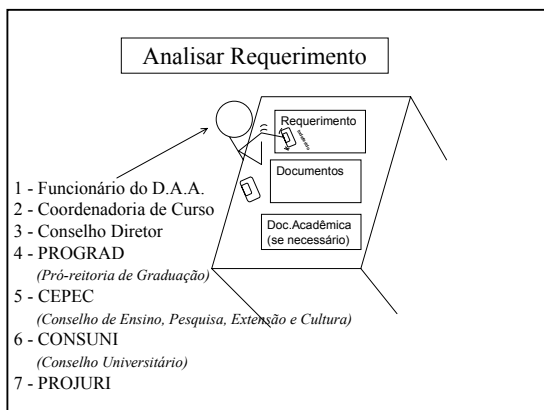 Analisar Requerimento
Requerimento
Documentos
Doc.Acadêmica
(se necessário)
1 - Funcionário do D.A.A.
2 - Coordenadoria de Curso
3 - Conselho Diretor
4 - PROGRAD
(Pró-reitoria de Graduação)
5 - CEPEC
(Conselho de Ensino, Pesquisa, Extensão e Cultura)
6 - CONSUNI
(Conselho Universitário)
7 - PROJURI